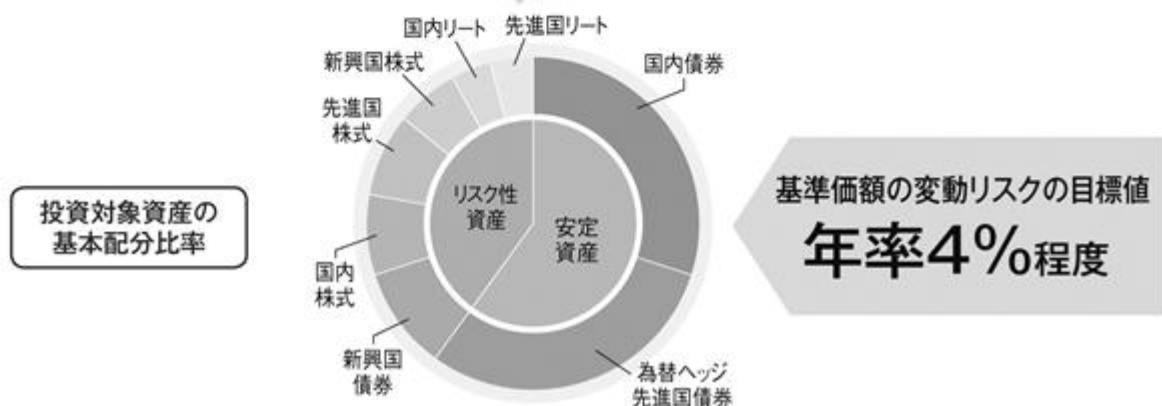 国内リート
先進国リート
新興国株式
国内債券
先進国
株式
リスク性
資産
安定
資産
投資対象資産の
基本配分比率
基準価額の変動リスクの目標値
年率4%程度
国内
株式
新興国
債券
為替ヘッジ
先進国債券